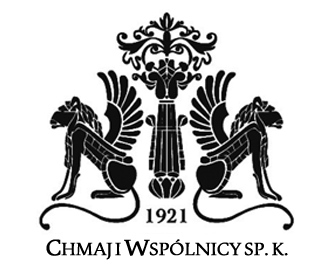 1921
CHMAJ I WSPÓLNICY SP. K.